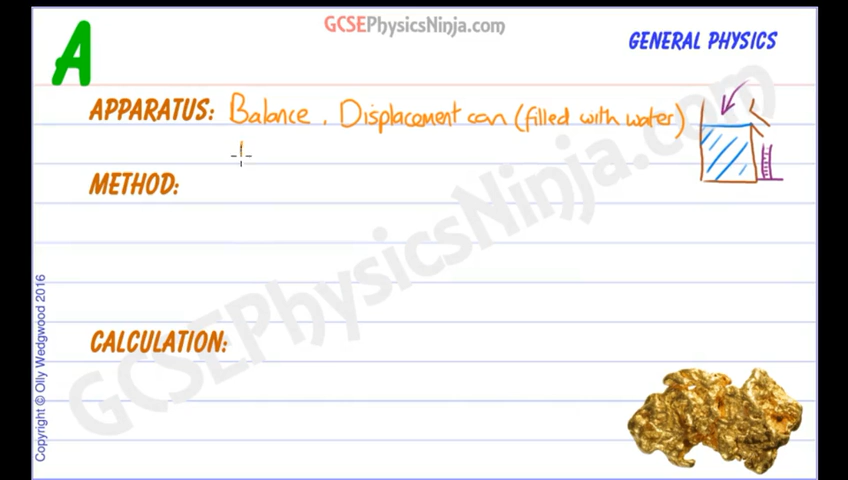 GCSEPhysicsNinja.com
A
GENERAL PHYSICS
APPARATUS: Balance, Displacement can (filled with water)
METHOD:
CALCULATION:
Copyright © Olly Wedgwood 2016
GCSEPhysicsNinja.com